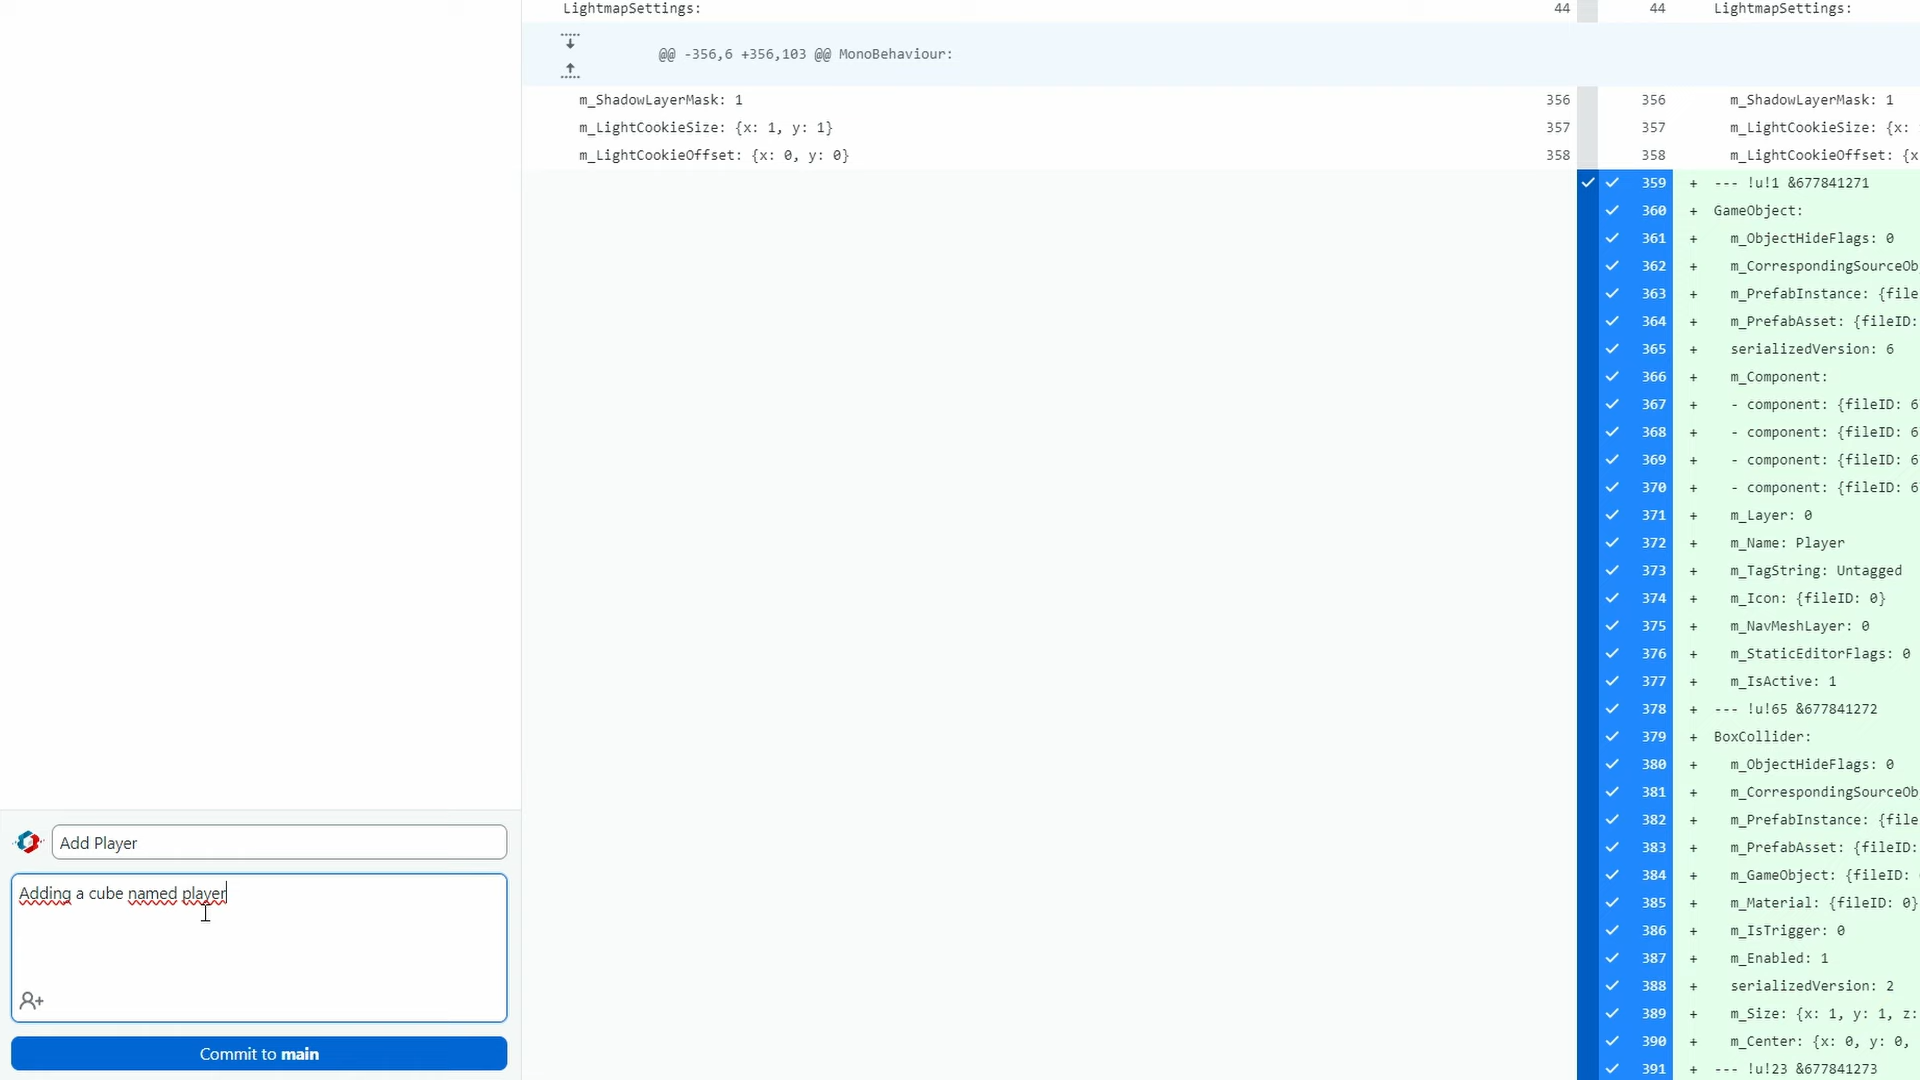 LightmapSettings: 44
44 LightmapSettings:
@@ -356,6 +356,103 @@ MonoBehaviour:
m_ShadowLayerMask: 1 356
356 m_ShadowLayerMask: 1
m_LightCookieSize: {x: 1, y: 1} 357
357 m_LightCookieSize: {x:
m_LightCookieOffset: {x: 0, y: 0} 358
358 m_LightCookieOffset: {x
359 + --- !u!1 &677841271
360 + GameObject:
361 + m_ObjectHideFlags: 0
362 + m_CorrespondingSourceOb
363 + m_PrefabInstance: {file
364 + m_PrefabAsset: {fileID:
365 + serializedVersion: 6
366 + m_Component:
367 + - component: {fileID: 6
368 + - component: {fileID: 6
369 + - component: {fileID: 6
370 + - component: {fileID: 6
371 + m_Layer: 0
372 + m_Name: Player
373 + m_TagString: Untagged
374 + m_Icon: {fileID: 0}
375 + m_NavMeshLayer: 0
376 + m_StaticEditorFlags: 0
377 + m_IsActive: 1
378 + --- !u!65 &677841272
379 + BoxCollider:
380 + m_ObjectHideFlags: 0
381 + m_CorrespondingSourceOb
382 + m_PrefabInstance: {file
383 + m_PrefabAsset: {fileID:
384 + m_GameObject: {fileID:
385 + m_Material: {fileID: 0}
386 + m_IsTrigger: 0
387 + m_Enabled: 1
388 + serializedVersion: 2
389 + m_Size: {x: 1, y: 1, z:
390 + m_Center: {x: 0, y: 0,
391 + --- !u!23 &677841273
Add Player
Adding a cube named player
Commit to main